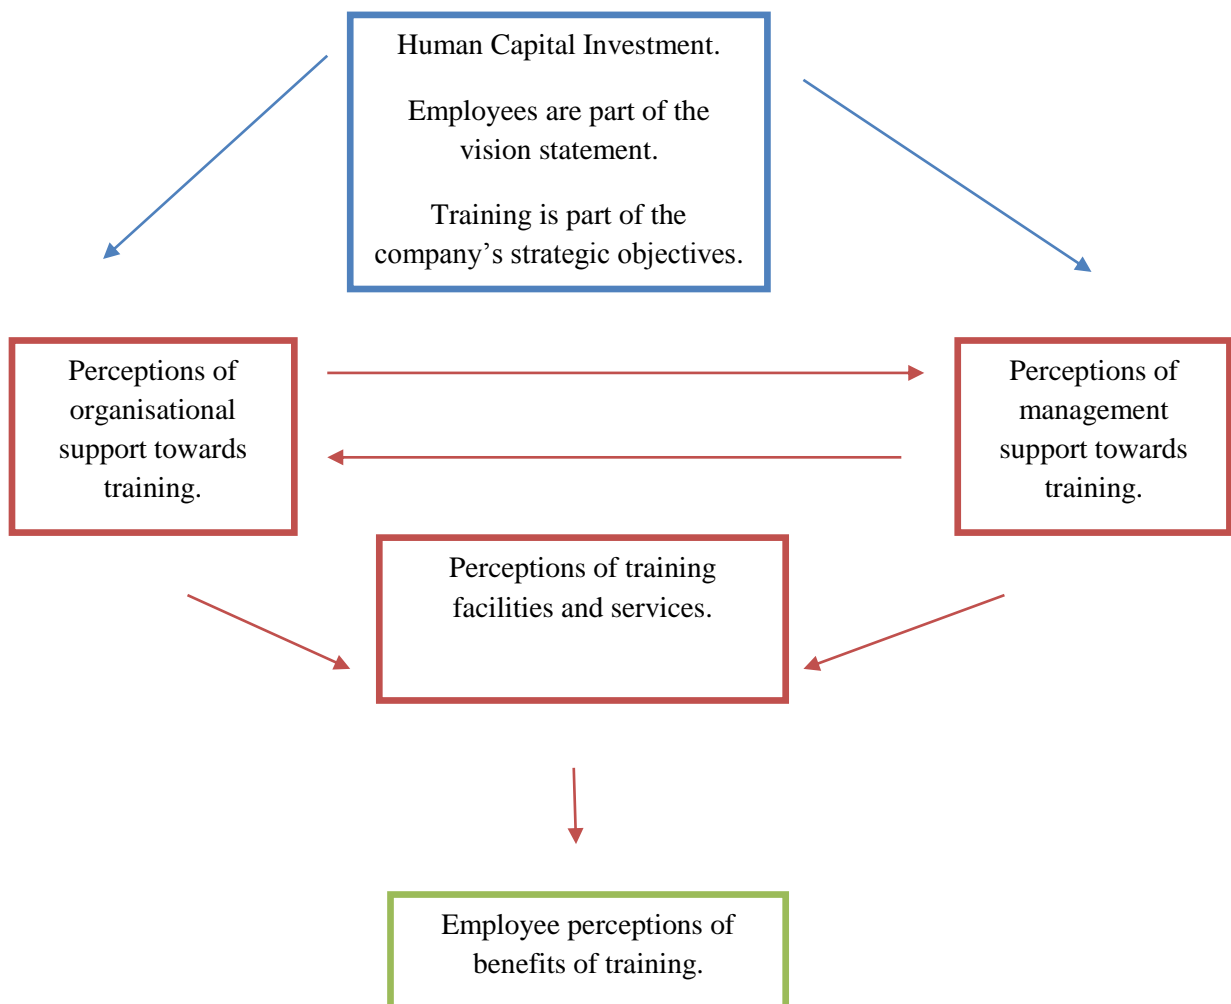 Human Capital Investment.
Employees are part of the
vision statement.
Training is part of the
company’s strategic objectives.
Perceptions of
organisational
support towards
training.
Perceptions of
management
support towards
training.
Perceptions of training
facilities and services.
Employee perceptions of
benefits of training.